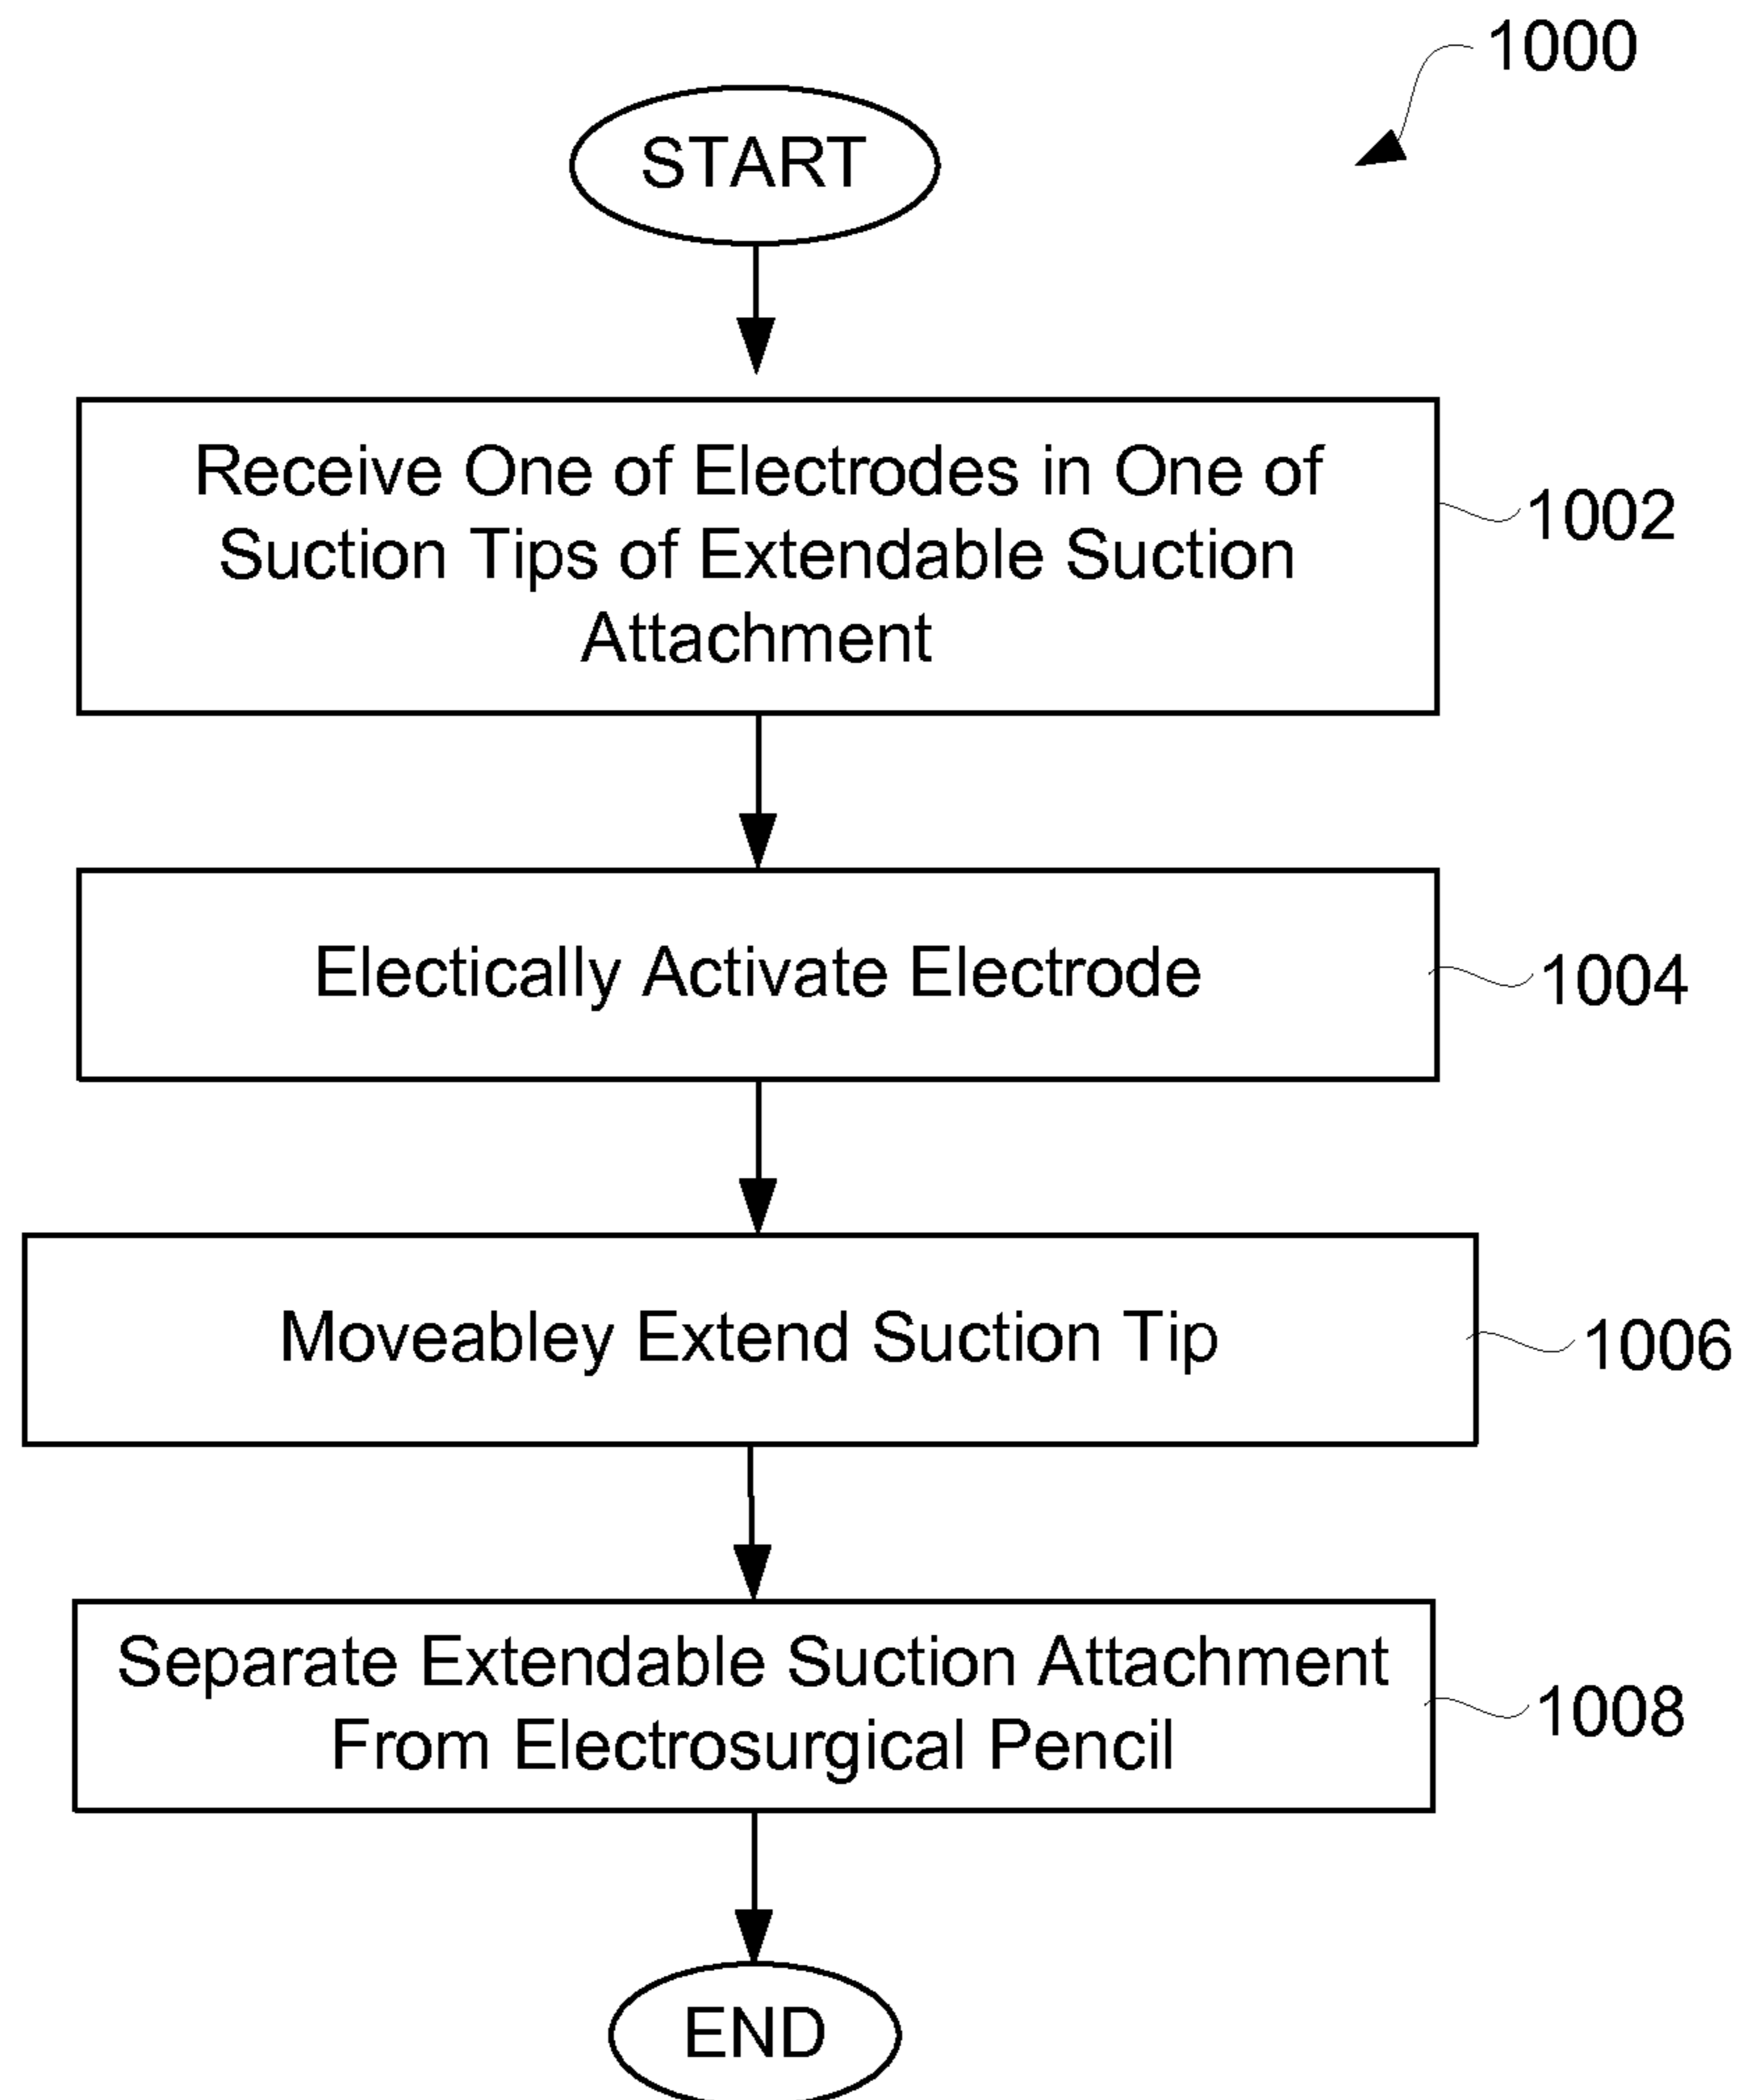 1000
START
Receive One of Electrodes in One of
Suction Tips of Extendable Suction
Attachment
1002
Electically Activate Electrode
1004
Moveabley Extend Suction Tip
1006
Separate Extendable Suction Attachment
From Electrosurgical Pencil
1008
END